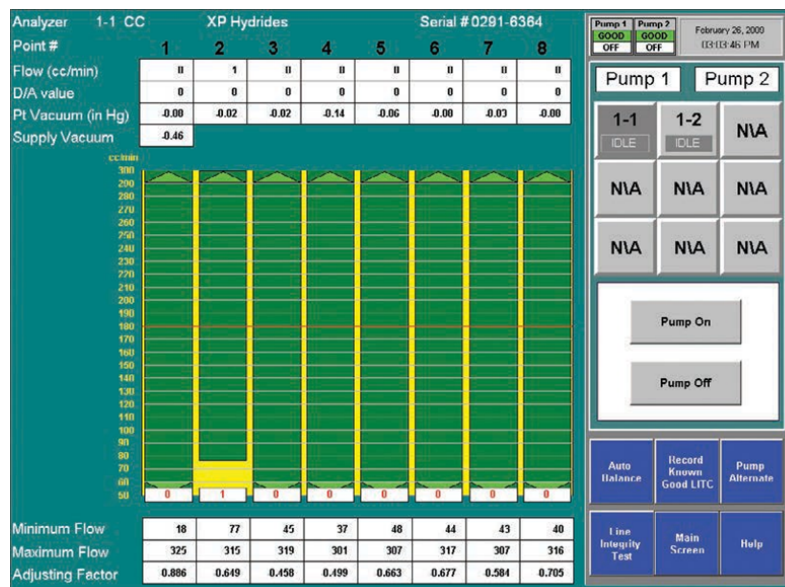 Analyzer 1-1 CC XP Hydrides Serial # 0291-6364
Point # 1 2 3 4 5 6 7 8
Flow (cc/min) 0 1 0 0 0 0 0 0
D/A value 0 0 0 0 0 0 0 0
Pt Vacuum (in Hg) -0.00 -0.02 -0.02 -0.14 -0.06 -0.00 -0.03 -0.00
Supply Vacuum -0.46
cc/min
300
290
280
270
260
250
240
230
220
210
200
190
180
170
160
150
140
130
120
110
100
90
80
70
60
50 0 1 0 0 0 0 0 0
Minimum Flow 18 77 45 37 48 44 43 40
Maximum Flow 325 315 319 301 307 317 307 316
Adjusting Factor 0.886 0.649 0.458 0.499 0.663 0.677 0.584 0.705
Pump 1 Pump 2
GOOD GOOD
OFF OFF
February 26, 2009
03:03:46 PM
Pump 1 Pump 2
1-1 1-2 N\A
IDLE IDLE
N\A N\A N\A
N\A N\A N\A
Pump On
Pump Off
Auto
Balance
Record
Known
Good LITC
Pump
Alternate
Line
Integrity
Test
Main
Screen
Help